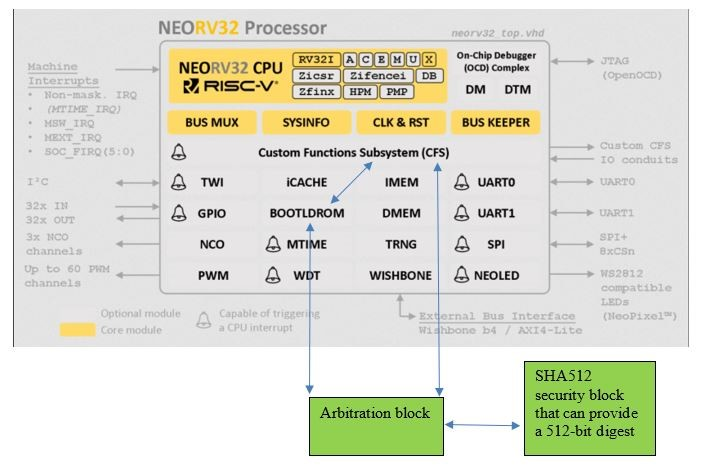 NEORV32 Processor
neorv32_top.vhd
Machine
Interrupts
• Non-mask. IRQ
• (MTIME_IRQ)
• MSW_IRQ
• MEXT_IRQ
• SOC_FIRQ(5:0)
I²C
32x IN
32x OUT
3x NCO
channels
Up to 60 PWM
channels
NEORV32 CPU
RISC-V®
RV32I A C E M U X
Zicsr Zifencei DB
Zfinx HPM PMP
On-Chip Debugger
(OCD) Complex
DM DTM
BUS MUX SYSINFO CLK & RST BUS KEEPER
Custom Functions Subsystem (CFS)
TWI iCACHE IMEM UART0
GPIO BOOTLDROM DMEM UART1
NCO MTIME TRNG SPI
PWM WDT WISHBONE NEOLED
JTAG
(OpenOCD)
Custom CFS
IO conduits
UART0
UART1
SPI+
8xCSn
WS2812
compatible
LEDs
(NeoPixel™)
Optional module
Core module
Capable of triggering
a CPU interrupt
External Bus Interface
Wishbone b4 / AXI4-Lite
Arbitration block
SHA512
security block
that can provide
a 512-bit digest